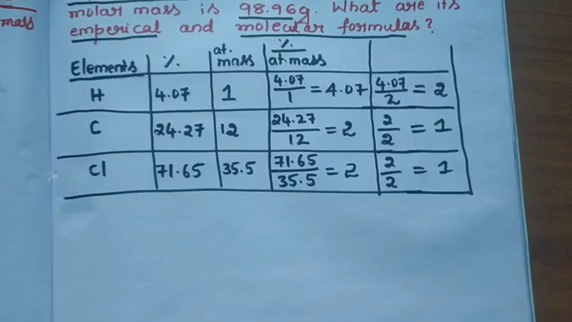 molar mass is 98.96g. What are its
mass
emperical and molecular formulas?
Elements % at. mass %/at.mass
H 4.07 1 4.07/1 = 4.07 4.07/2 = 2
C 24.27 12 24.27/12 = 2 2/2 = 1
Cl 71.65 35.5 71.65/35.5 = 2 2/2 = 1